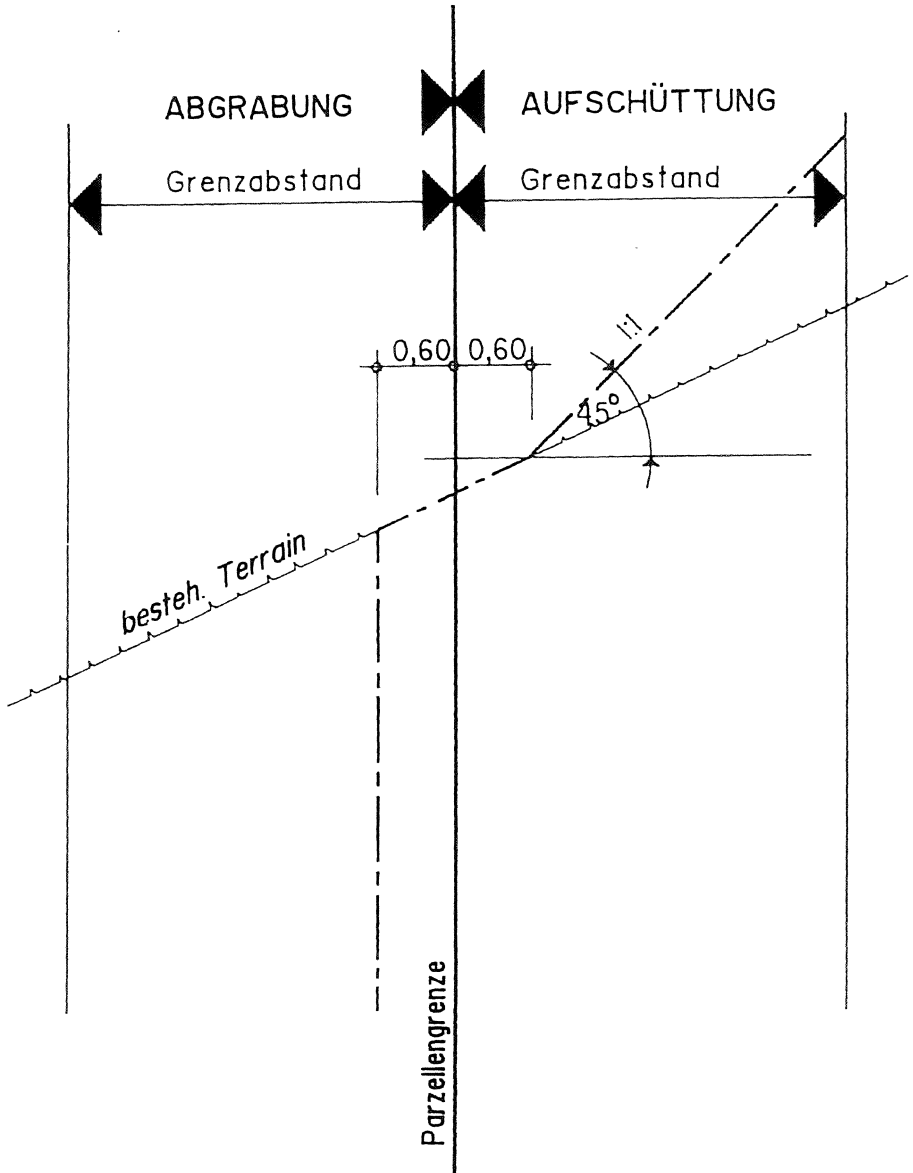 ABGRABUNG
AUFSCHÜTTUNG
Grenzabstand
Grenzabstand
1:1
0,60
0,60
45°
besteh. Terrain
Parzellengrenze